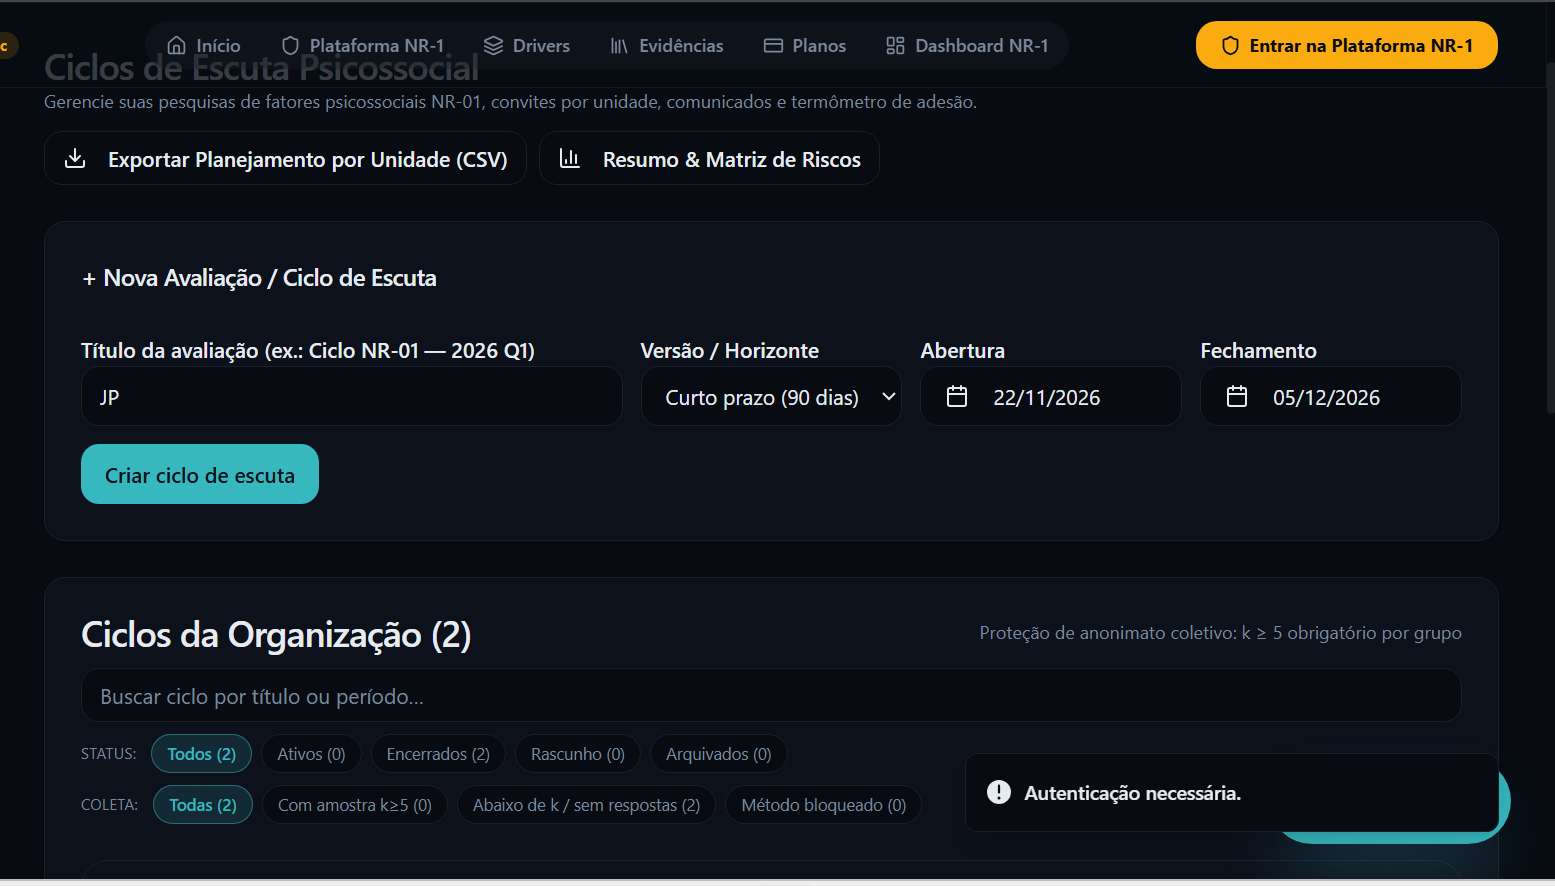 c
Início
Plataforma NR-1
Drivers
Evidências
Planos
Dashboard NR-1
Entrar na Plataforma NR-1
Ciclos de Escuta Psicossocial
Gerencie suas pesquisas de fatores psicossociais NR-01, convites por unidade, comunicados e termômetro de adesão.
Exportar Planejamento por Unidade (CSV)
Resumo & Matriz de Riscos
+ Nova Avaliação / Ciclo de Escuta
Título da avaliação (ex.: Ciclo NR-01 — 2026 Q1)
JP
Versão / Horizonte
Curto prazo (90 dias)
Abertura
22/11/2026
Fechamento
05/12/2026
Criar ciclo de escuta
Ciclos da Organização (2)
Proteção de anonimato coletivo: k ≥ 5 obrigatório por grupo
Buscar ciclo por título ou período...
STATUS: Todos (2) Ativos (0) Encerrados (2) Rascunho (0) Arquivados (0)
COLETA: Todas (2) Com amostra k≥5 (0) Abaixo de k / sem respostas (2) Método bloqueado (0)
Autenticação necessária.